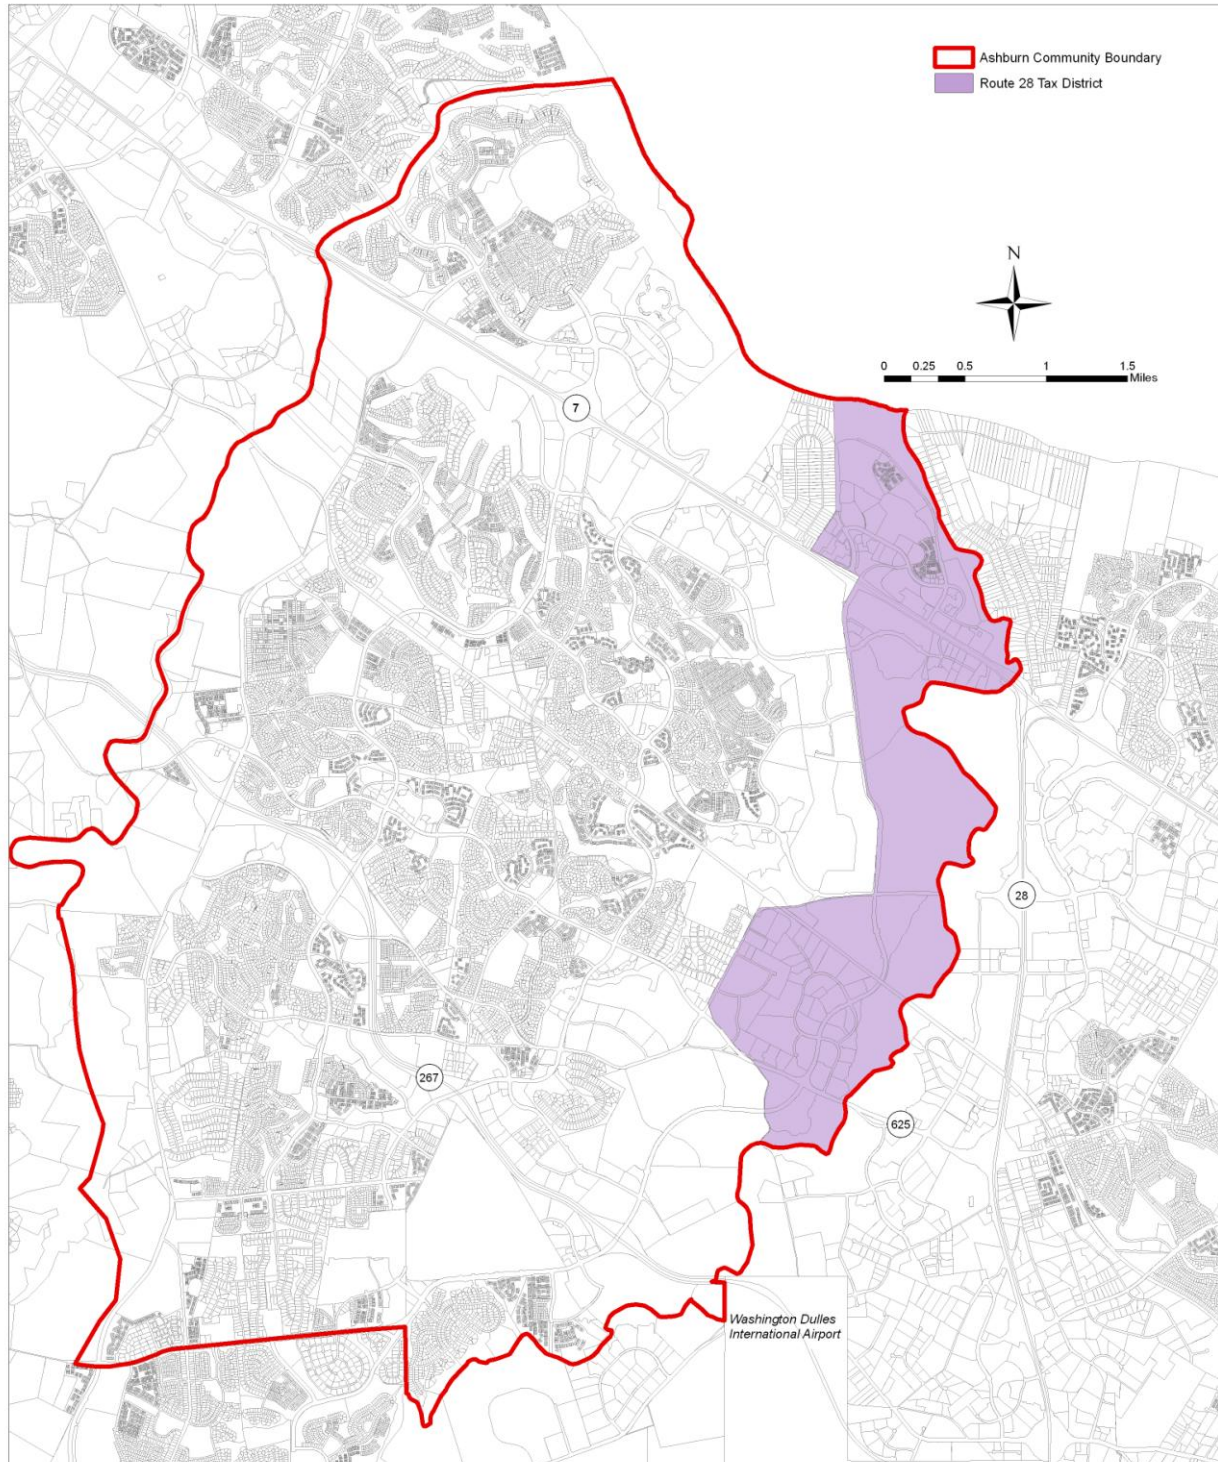 Ashburn Community Boundary
Route 28 Tax District
N
0 0.25 0.5 1 1.5
Miles
7
28
267
625
Washington Dulles
International Airport